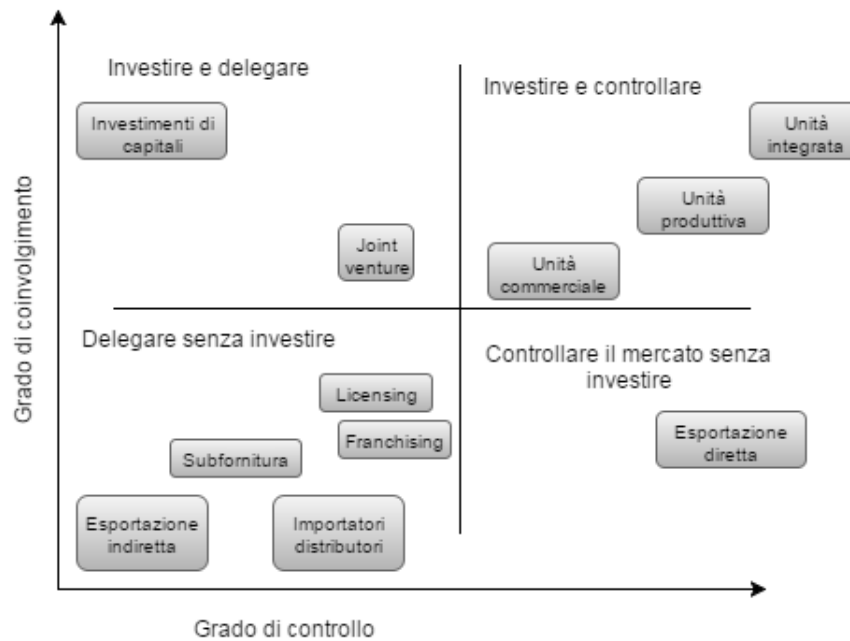 Investire e delegare
Investire e controllare
Investimenti di
capitali
Unità
integrata
Unità
produttiva
Joint
venture
Unità
commerciale
Grado di coinvolgimento
Delegare senza investire
Controllare il mercato senza
investire
Licensing
Franchising
Esportazione
diretta
Subfornitura
Esportazione
indiretta
Importatori
distributori
Grado di controllo